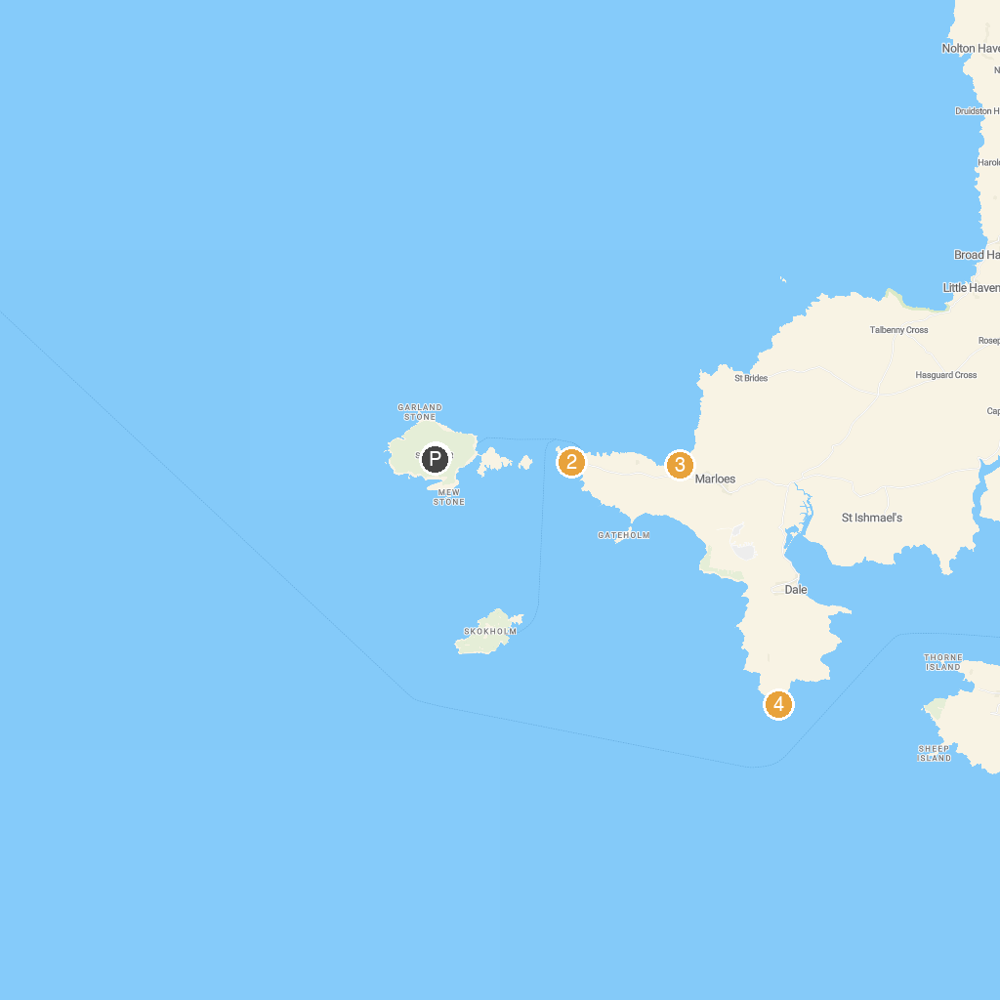 Nolton Have
N
Druidston H
Harol
Broad Ha
Little Haven
Talbenny Cross
Rosep
St Brides
Hasguard Cross
GARLAND
STONE
Cap
P
2
3
Marloes
MEW
STONE
St Ishmael's
GATEHOLM
Dale
SKOKHOLM
THORNE
ISLAND
4
SHEEP
ISLAND